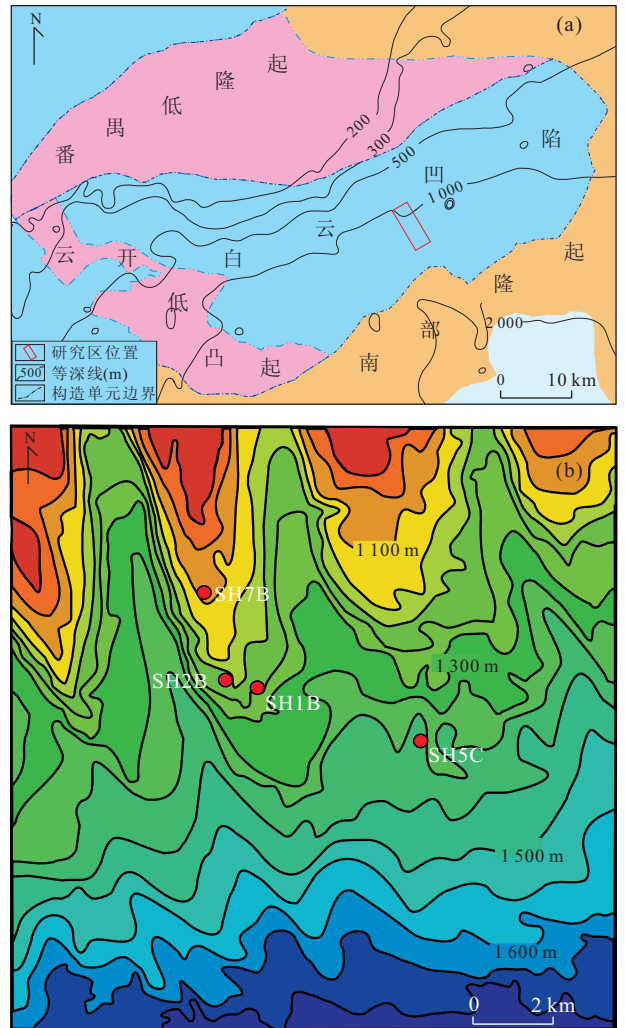 N
(a)
番禺低隆起
200
300
500
1 000
2 000
白云凹陷
云开低凸起
南部隆起
研究区位置
500 等深线(m)
构造单元边界
0 10 km
N
(b)
1 100 m
SH7B
SH2B
SH1B
1 300 m
SH5C
1 500 m
1 600 m
0 2 km